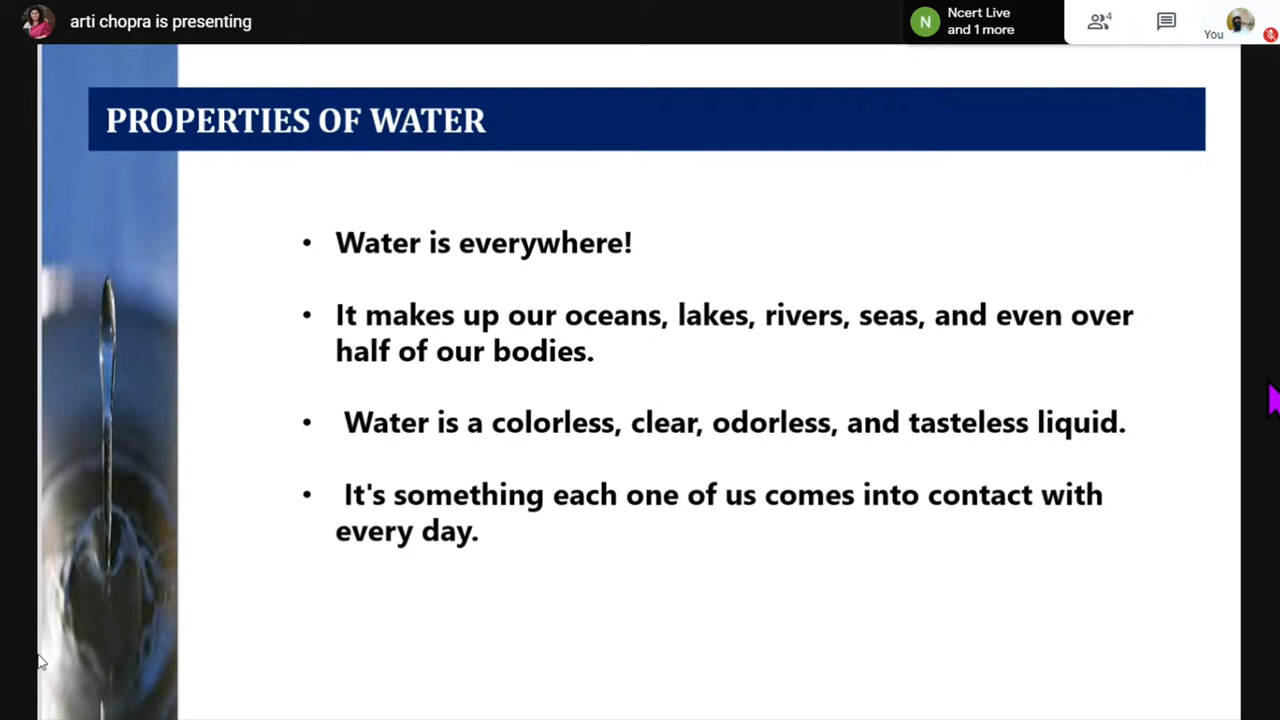 arti chopra is presenting
N
Ncert Live
and 1 more
4
You
PROPERTIES OF WATER
• Water is everywhere!
• It makes up our oceans, lakes, rivers, seas, and even over
half of our bodies.
• Water is a colorless, clear, odorless, and tasteless liquid.
• It's something each one of us comes into contact with
every day.